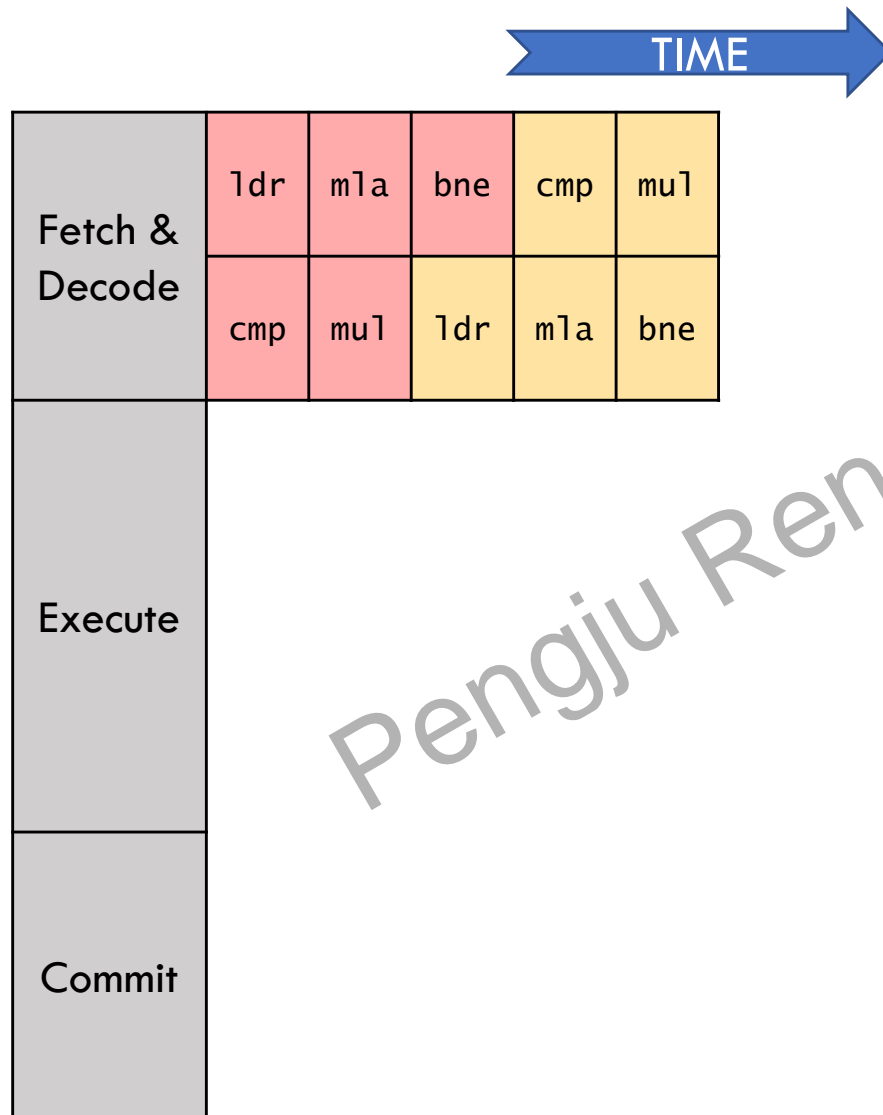 TIME
Fetch &
Decode
ldr mla bne cmp mul
cmp mul ldr mla bne
Execute
Pengju Ren
Commit